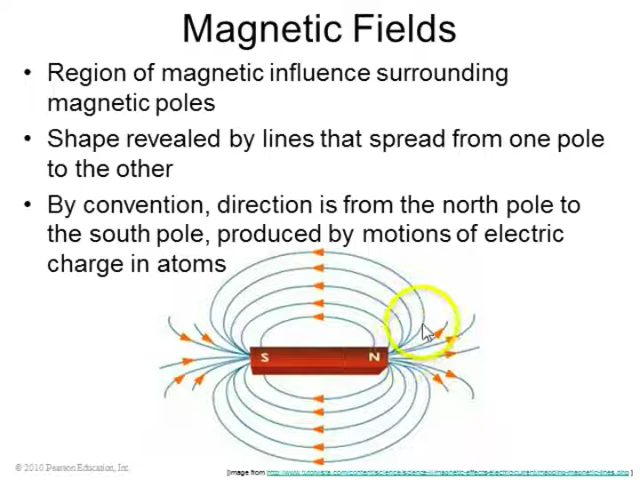 Magnetic Fields
• Region of magnetic influence surrounding
magnetic poles
• Shape revealed by lines that spread from one pole
to the other
• By convention, direction is from the north pole to
the south pole, produced by motions of electric
charge in atoms
S N
© 2010 Pearson Education, Inc.
[image from